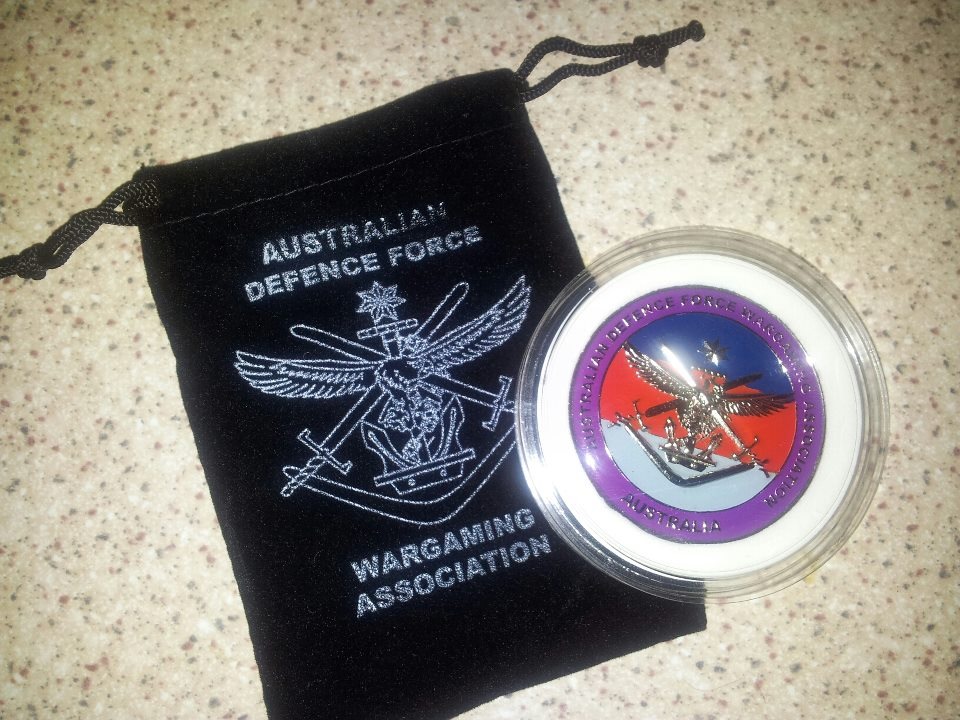 AUSTRALIAN
DEFENCE FORCE
WARGAMING
ASSOCIATION
AUSTRALIAN DEFENCE FORCE WARGAMING ASSOCIATION
AUSTRALIA